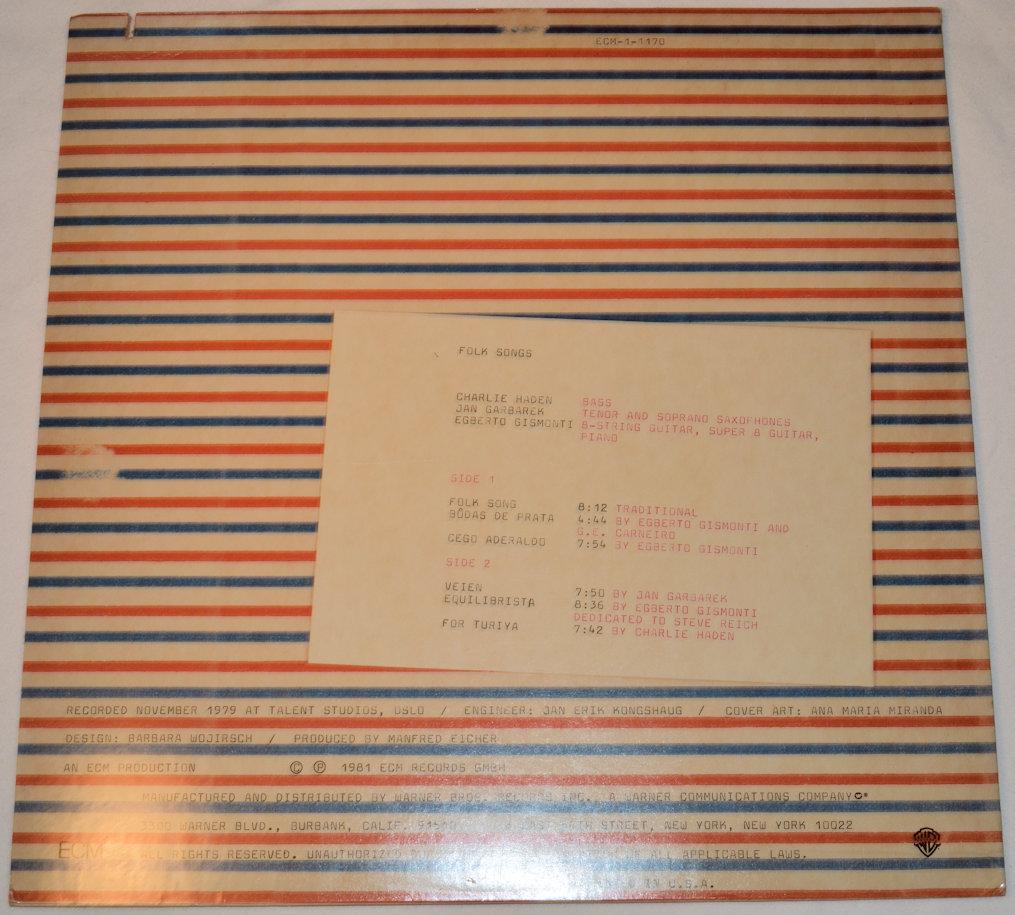 ECM-1-1170
FOLK SONGS
CHARLIE HADEN BASS
JAN GARBAREK TENOR AND SOPRANO SAXOPHONES
EGBERTO GISMONTI 8-STRING GUITAR, SUPER 8 GUITAR,
PIANO
SIDE 1
FOLK SONG 8:12 TRADITIONAL
BÔDAS DE PRATA 4:44 BY EGBERTO GISMONTI AND
G.E. CARNEIRO
CEGO ADERALDO 7:54 BY EGBERTO GISMONTI
SIDE 2
VEIEN 7:50 BY JAN GARBAREK
EQUILIBRISTA 8:36 BY EGBERTO GISMONTI
DEDICATED TO STEVE REICH
FOR TURIYA 7:42 BY CHARLIE HADEN
RECORDED NOVEMBER 1979 AT TALENT STUDIOS, OSLO / ENGINEER: JAN ERIK KONGSHAUG / COVER ART: ANA MARIA MIRANDA
DESIGN: BARBARA WOJIRSCH / PRODUCED BY MANFRED EICHER
AN ECM PRODUCTION © ℗ 1981 ECM RECORDS GMBH
MANUFACTURED AND DISTRIBUTED BY WARNER BROS. RECORDS INC., A WARNER COMMUNICATIONS COMPANY
3300 WARNER BLVD., BURBANK, CALIF. STREET, NEW YORK, NEW YORK 10022
ECM ALL RIGHTS RESERVED. UNAUTHORIZED ALL APPLICABLE LAWS.
IN U.S.A.